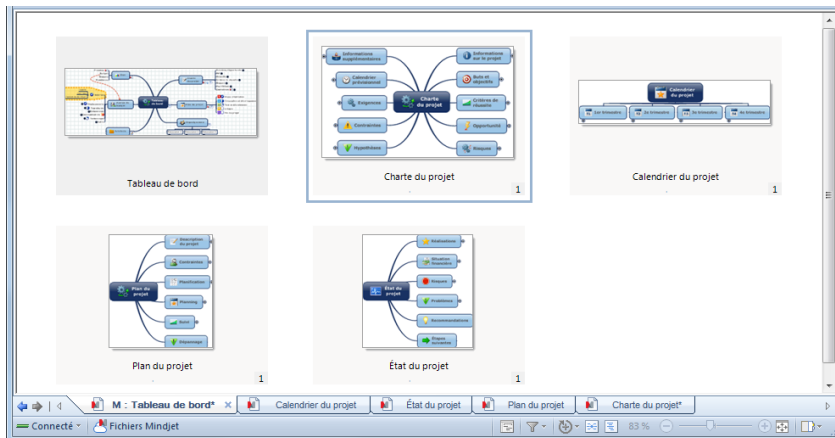 Tableau de bord
Informations supplémentaires
Calendrier prévisionnel
Exigences
Contraintes
Hypothèses
Charte du projet
Informations sur le projet
Buts et objectifs
Critères de réussite
Opportunité
Risques
Charte du projet
1
Calendrier du projet
1er trimestre
2e trimestre
3e trimestre
4e trimestre
Calendrier du projet
1
Plan du projet
Description du projet
Contraintes
Planification
Planning
Suivi
Plan du projet
1
État du projet
Réalisations
Situation financière
Risques
Problèmes
Recommandations
Étapes suivantes
État du projet
1
M : Tableau de bord*
Calendrier du projet
État du projet
Plan du projet
Charte du projet*
Connecté
Fichiers Mindjet
83 %